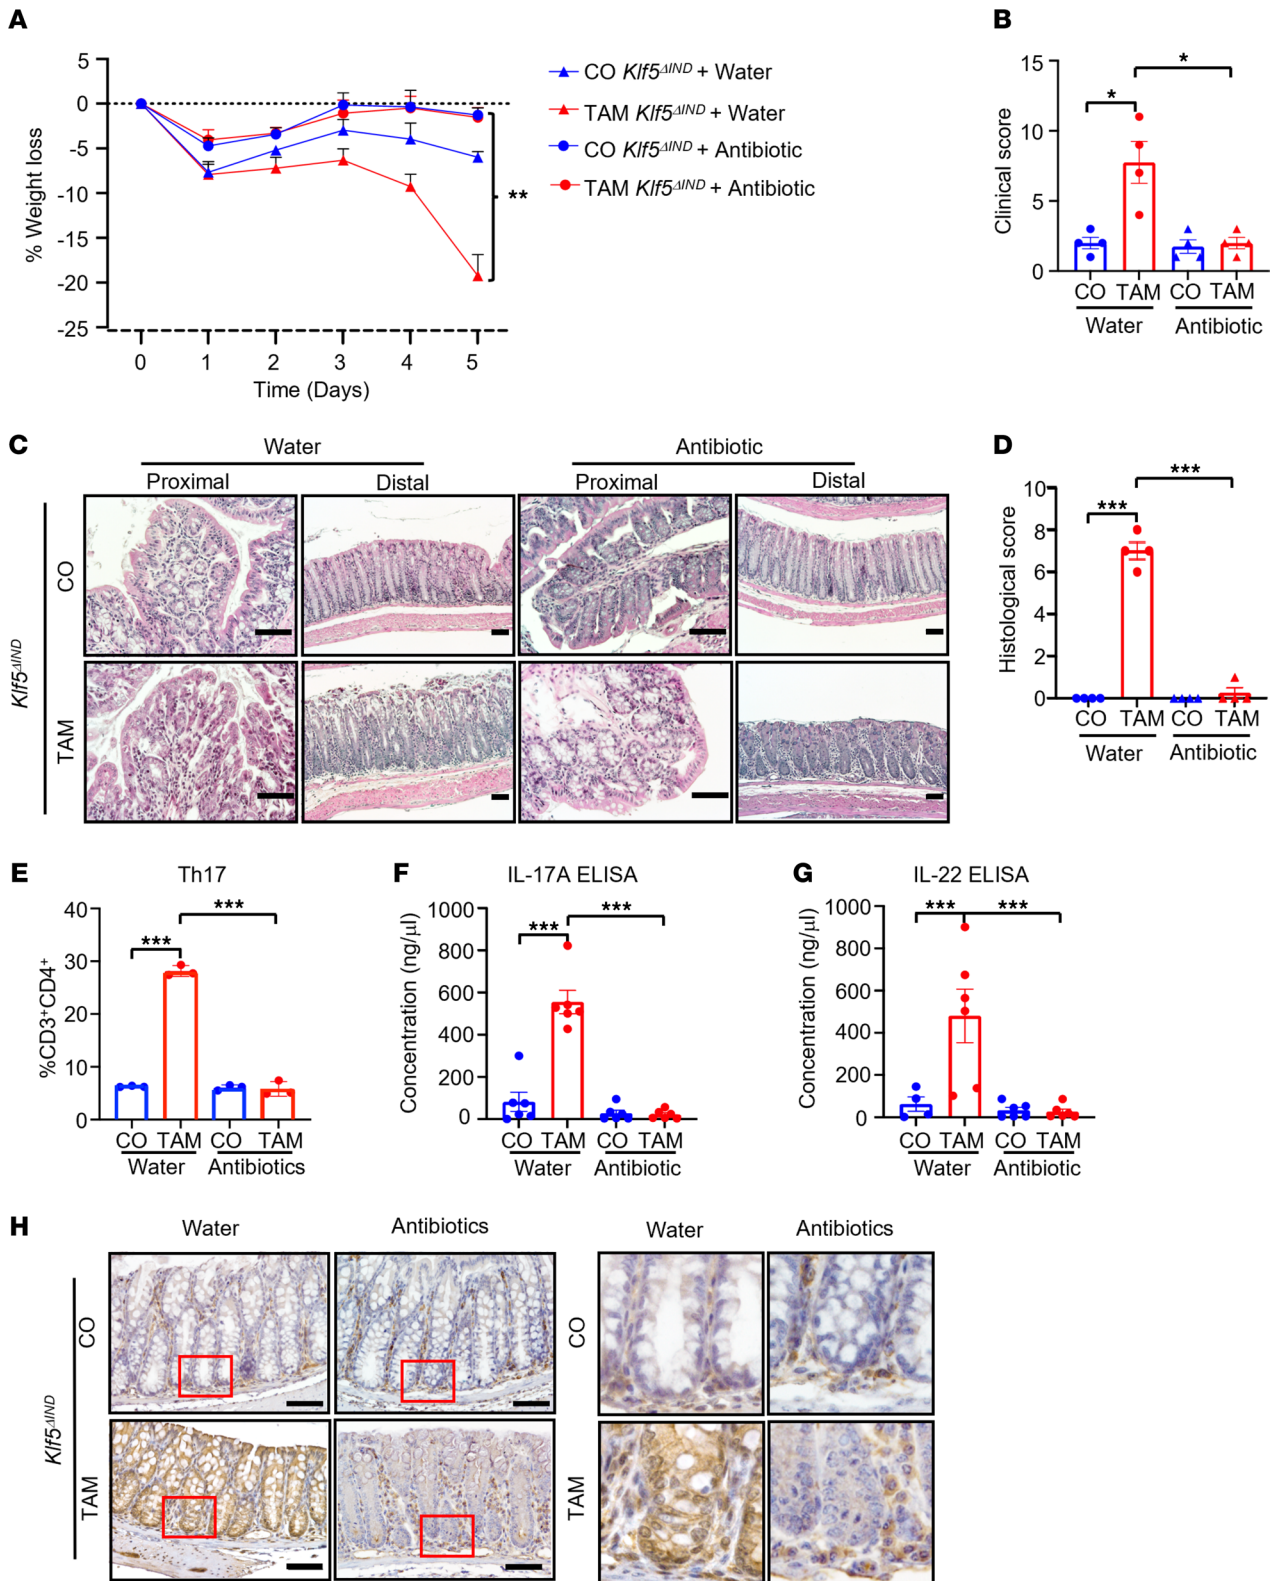 A
5
0
-5
-10
-15
-20
-25
% Weight loss
0 1 2 3 4 5
Time (Days)
**
CO Klf5ΔIND + Water
TAM Klf5ΔIND + Water
CO Klf5ΔIND + Antibiotic
TAM Klf5ΔIND + Antibiotic
B
15
10
5
0
Clinical score
*
*
CO TAM CO TAM
Water Antibiotic
C
Water Antibiotic
Proximal Distal Proximal Distal
Klf5ΔIND
CO
TAM
D
10
8
6
4
2
0
Histological score
***
***
CO TAM CO TAM
Water Antibiotic
E
Th17
40
30
20
10
0
%CD3+CD4+
***
***
CO TAM CO TAM
Water Antibiotics
F
IL-17A ELISA
1000
800
600
400
200
0
Concentration (ng/µl)
***
***
CO TAM CO TAM
Water Antibiotic
G
IL-22 ELISA
1000
800
600
400
200
0
Concentration (ng/µl)
*** ***
CO TAM CO TAM
Water Antibiotic
H
Water Antibiotics Water Antibiotics
Klf5ΔIND
CO
TAM
CO
TAM